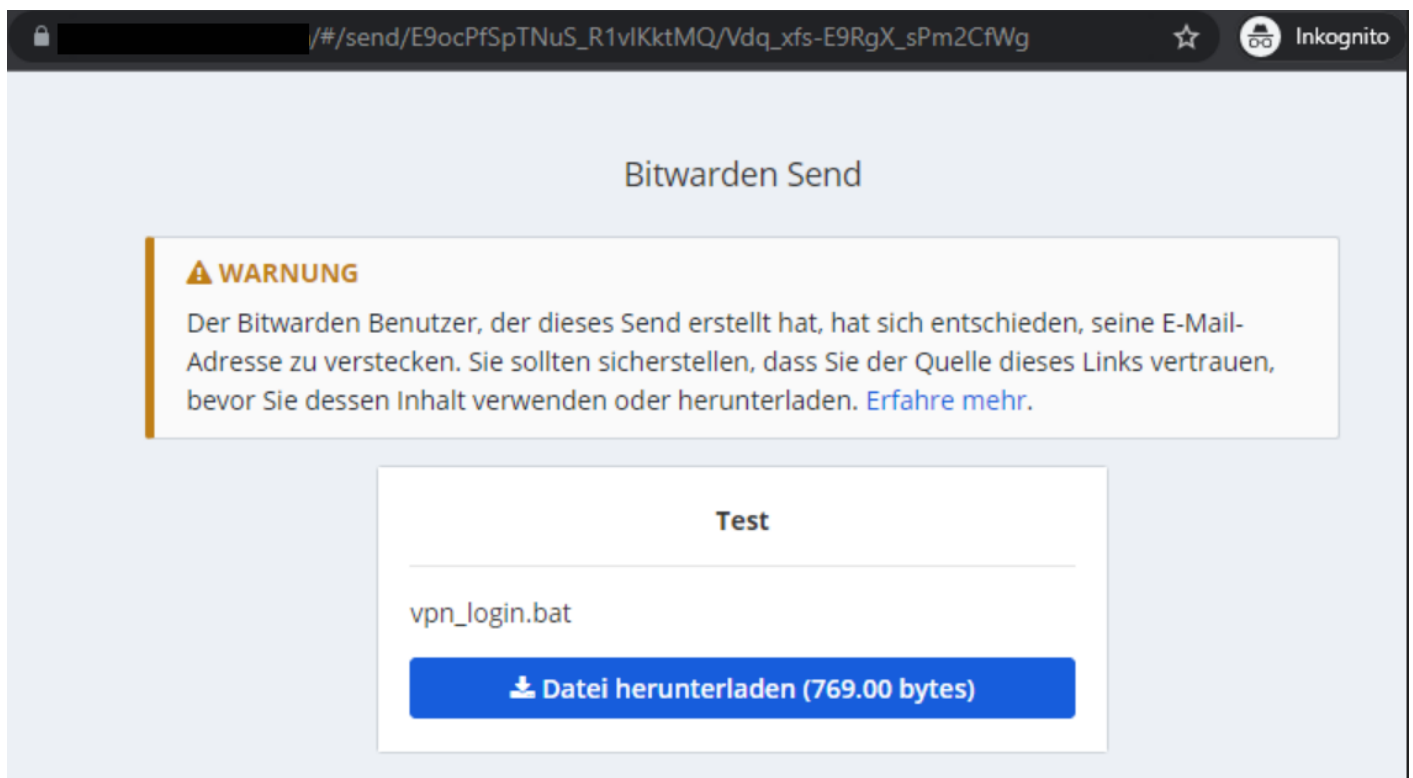 /#/send/E9ocPfSpTNuS_R1vIKktMQ/Vdq_xfs-E9RgX_sPm2CfWg
Inkognito
Bitwarden Send
WARNUNG
Der Bitwarden Benutzer, der dieses Send erstellt hat, hat sich entschieden, seine E-Mail-
Adresse zu verstecken. Sie sollten sicherstellen, dass Sie der Quelle dieses Links vertrauen,
bevor Sie dessen Inhalt verwenden oder herunterladen. Erfahre mehr.
Test
vpn_login.bat
Datei herunterladen (769.00 bytes)